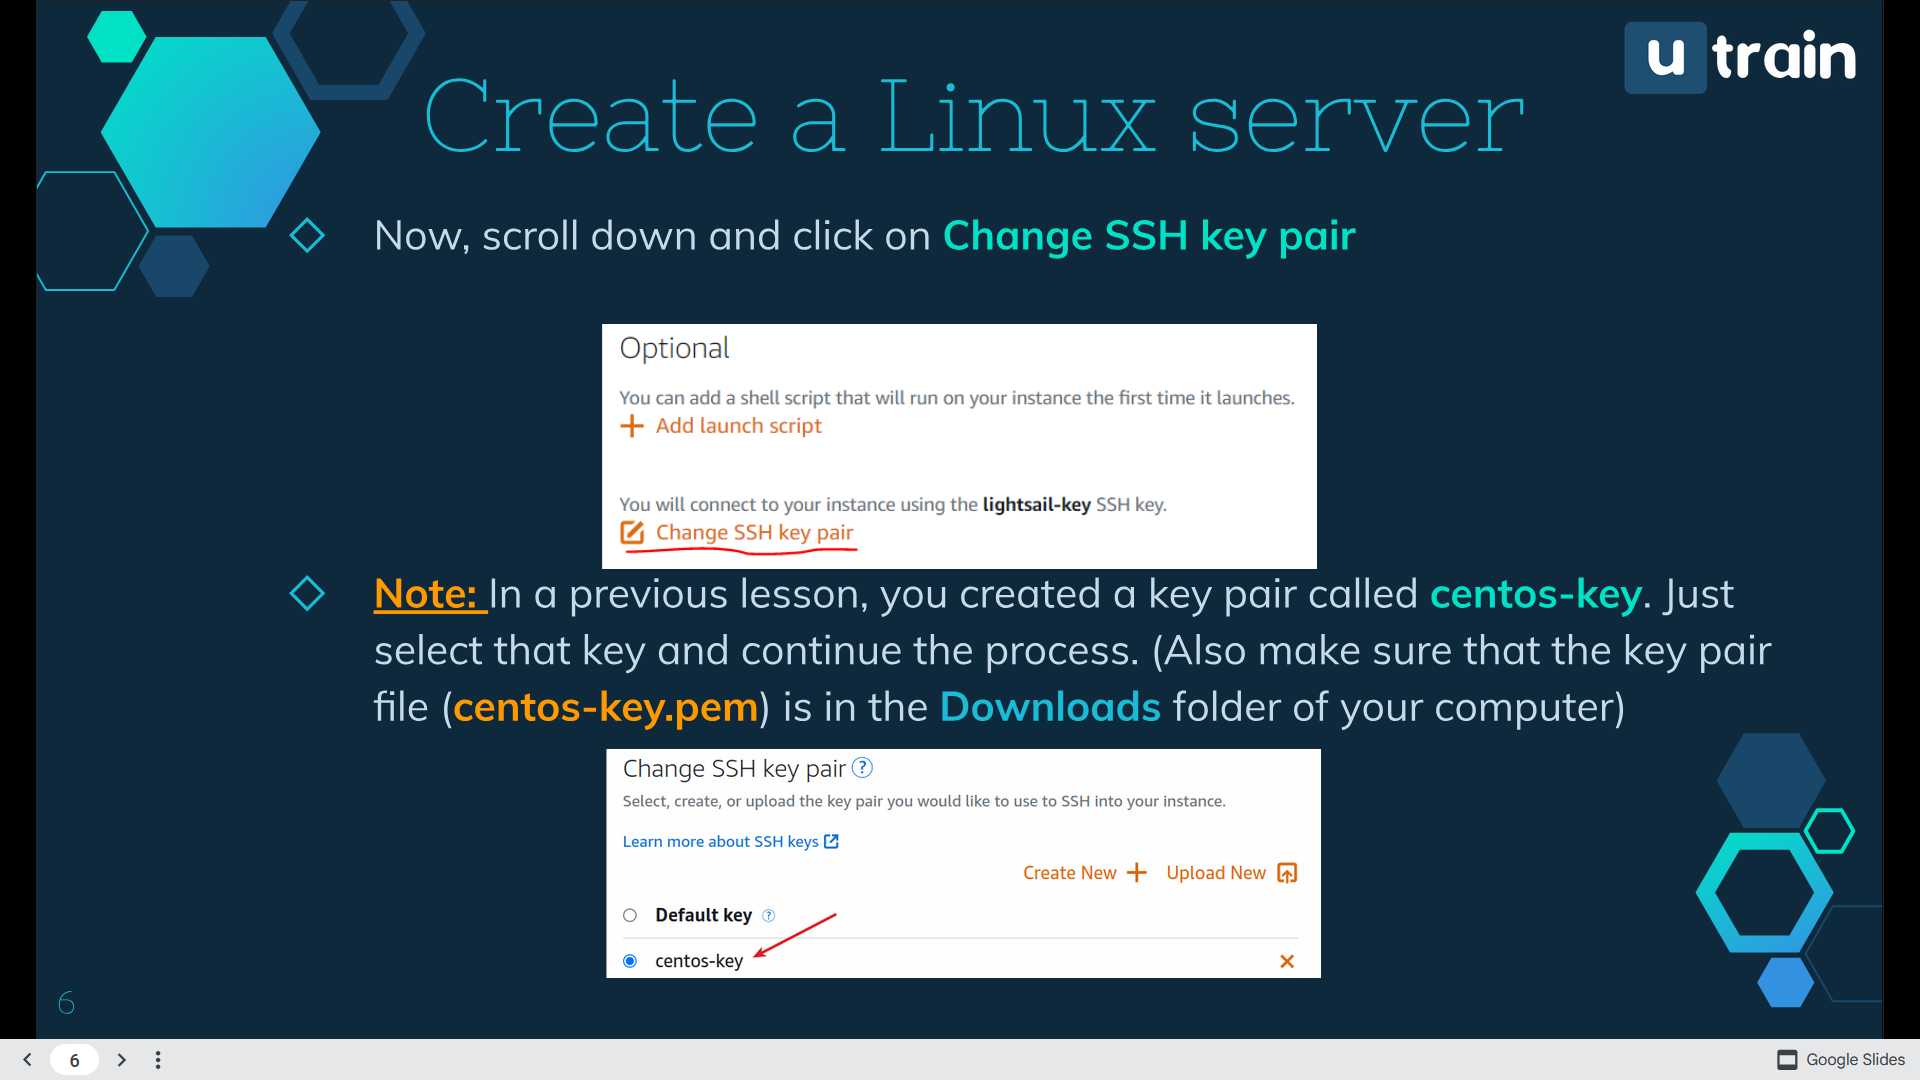 u train
Create a Linux server
Now, scroll down and click on Change SSH key pair
Optional
You can add a shell script that will run on your instance the first time it launches.
Add launch script
You will connect to your instance using the lightsail-key SSH key.
Change SSH key pair
Note: In a previous lesson, you created a key pair called centos-key. Just
select that key and continue the process. (Also make sure that the key pair
file (centos-key.pem) is in the Downloads folder of your computer)
Change SSH key pair ?
Select, create, or upload the key pair you would like to use to SSH into your instance.
Learn more about SSH keys
Create New + Upload New
Default key ?
centos-key
6
6
Google Slides